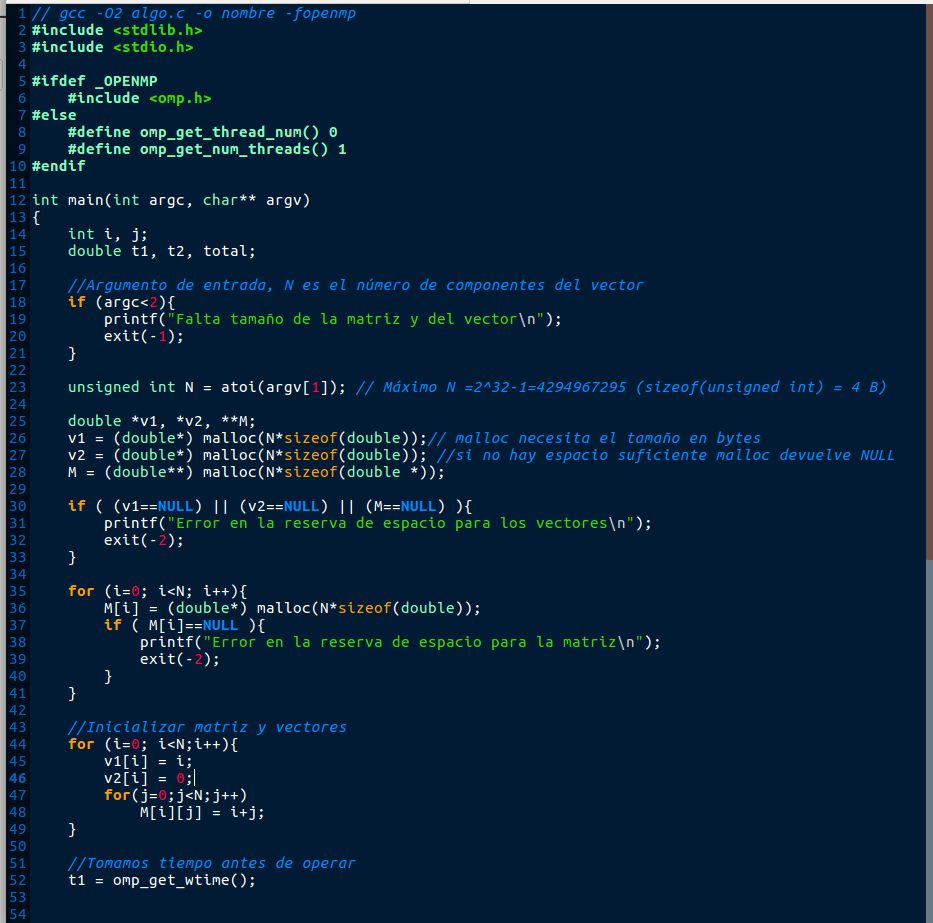 1 // gcc -O2 algo.c -o nombre -fopenmp
2 #include <stdlib.h>
3 #include <stdio.h>
4
5 #ifdef _OPENMP
6     #include <omp.h>
7 #else
8     #define omp_get_thread_num() 0
9     #define omp_get_num_threads() 1
10 #endif
11
12 int main(int argc, char** argv)
13 {
14     int i, j;
15     double t1, t2, total;
16
17     //Argumento de entrada, N es el número de componentes del vector
18     if (argc<2){
19         printf("Falta tamaño de la matriz y del vector\n");
20         exit(-1);
21     }
22
23     unsigned int N = atoi(argv[1]); // Máximo N =2^32-1=4294967295 (sizeof(unsigned int) = 4 B)
24
25     double *v1, *v2, **M;
26     v1 = (double*) malloc(N*sizeof(double));// malloc necesita el tamaño en bytes
27     v2 = (double*) malloc(N*sizeof(double)); //si no hay espacio suficiente malloc devuelve NULL
28     M = (double**) malloc(N*sizeof(double *));
29
30     if ( (v1==NULL) || (v2==NULL) || (M==NULL) ){
31         printf("Error en la reserva de espacio para los vectores\n");
32         exit(-2);
33     }
34
35     for (i=0; i<N; i++){
36         M[i] = (double*) malloc(N*sizeof(double));
37         if ( M[i]==NULL ){
38             printf("Error en la reserva de espacio para la matriz\n");
39             exit(-2);
40         }
41     }
42
43     //Inicializar matriz y vectores
44     for (i=0; i<N;i++){
45         v1[i] = i;
46         v2[i] = 0;
47         for(j=0;j<N;j++)
48             M[i][j] = i+j;
49     }
50
51     //Tomamos tiempo antes de operar
52     t1 = omp_get_wtime();
53
54